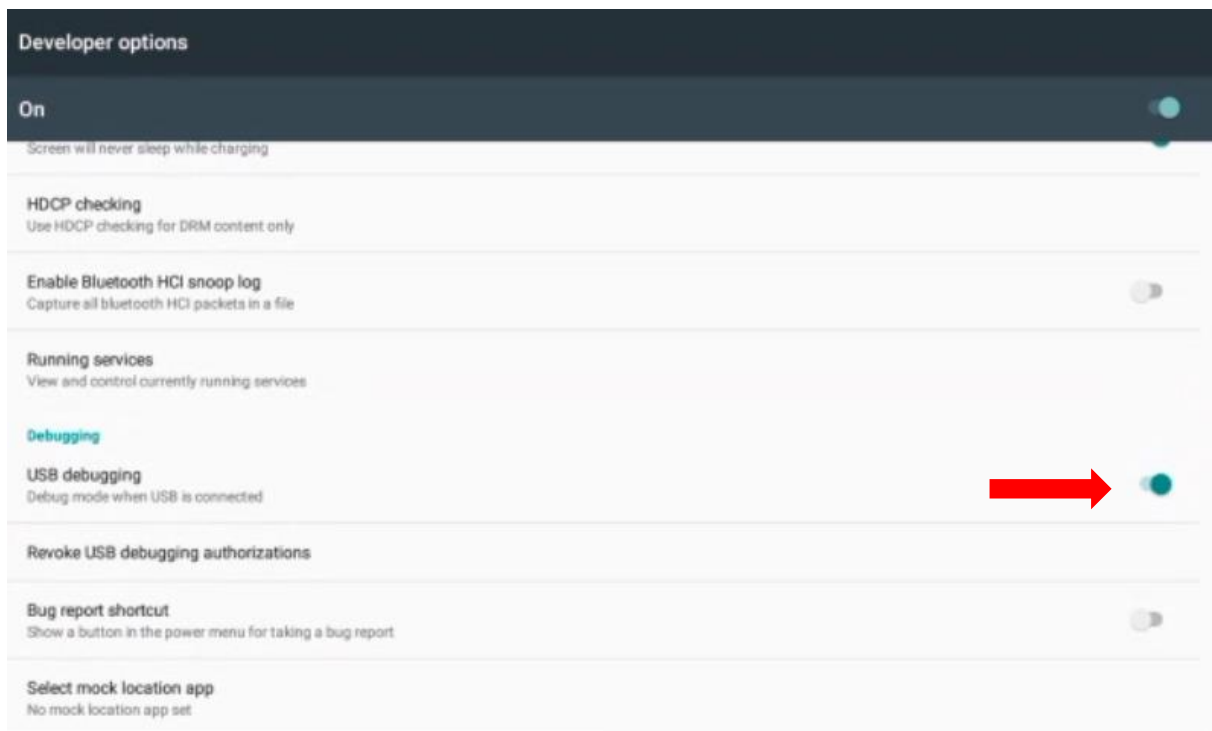 Developer options
On
Screen will never sleep while charging
HDCP checking
Use HDCP checking for DRM content only
Enable Bluetooth HCI snoop log
Capture all bluetooth HCI packets in a file
Running services
View and control currently running services
Debugging
USB debugging
Debug mode when USB is connected
Revoke USB debugging authorizations
Bug report shortcut
Show a button in the power menu for taking a bug report
Select mock location app
No mock location app set